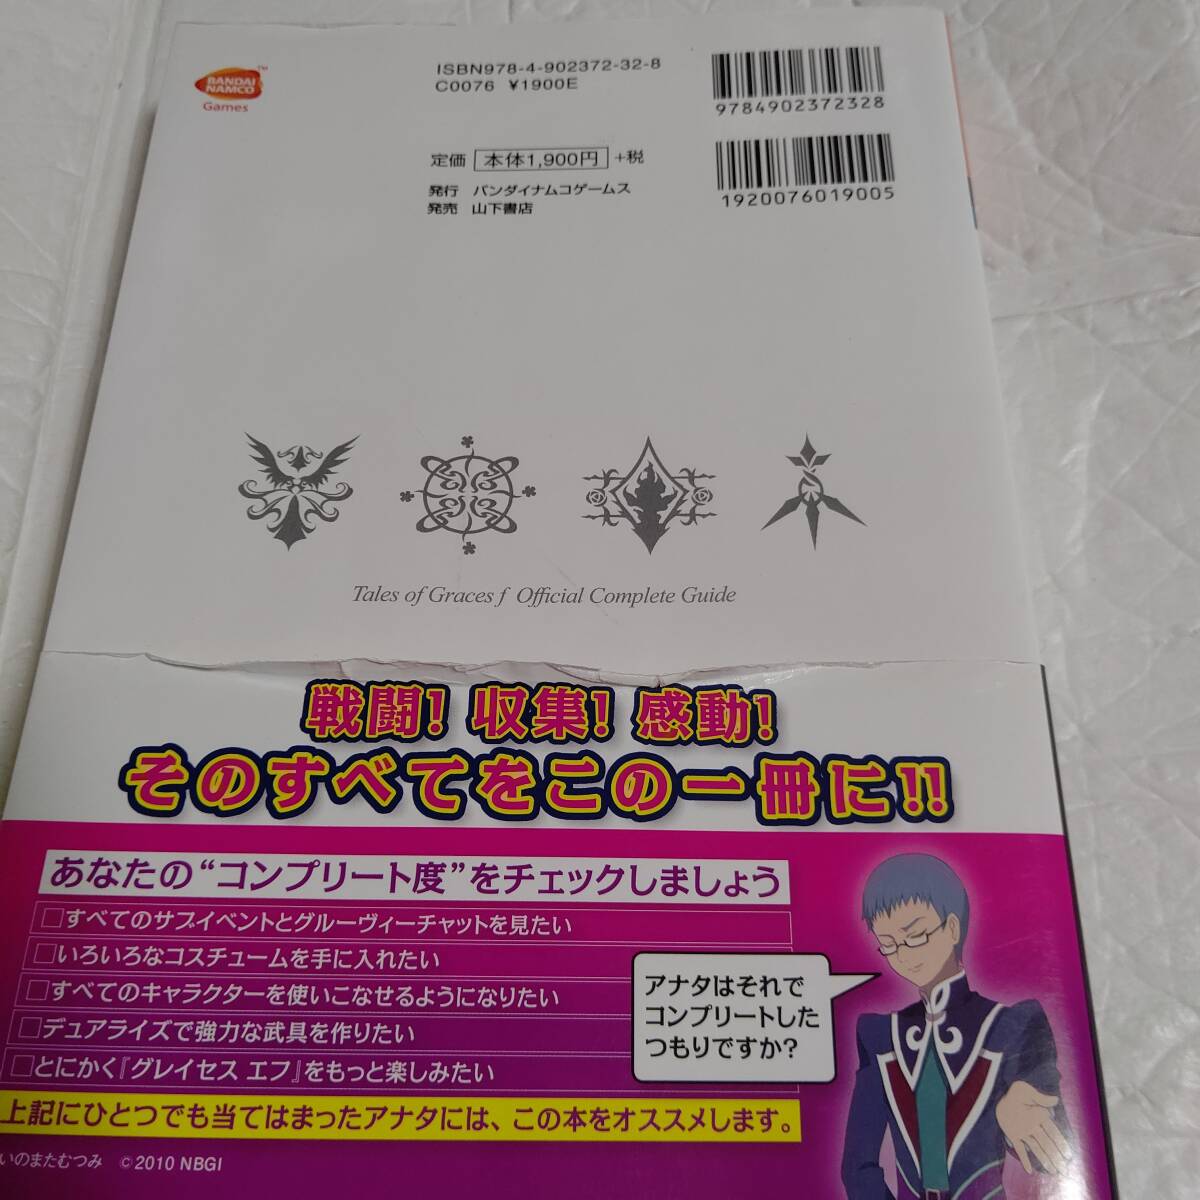 BANDAI
NAMCO
Games
™
ISBN978-4-902372-32-8
C0076 ¥1900E
9784902372328
定価 本体1,900円 +税
発行 バンダイナムコゲームス
発売 山下書店
1920076019005
Tales of Graces f Official Complete Guide
戦闘! 収集! 感動!
そのすべてをこの一冊に!!
あなたの“コンプリート度”をチェックしましょう
□すべてのサブイベントとグルーヴィーチャットを見たい
□いろいろなコスチュームを手に入れたい
□すべてのキャラクターを使いこなせるようになりたい
□デュアライズで強力な武具を作りたい
□とにかく『グレイセス エフ』をもっと楽しみたい
アナタはそれで
コンプリートした
つもりですか?
上記にひとつでも当てはまったアナタには、この本をオススメします。
いのまたむつみ ©2010 NBGI